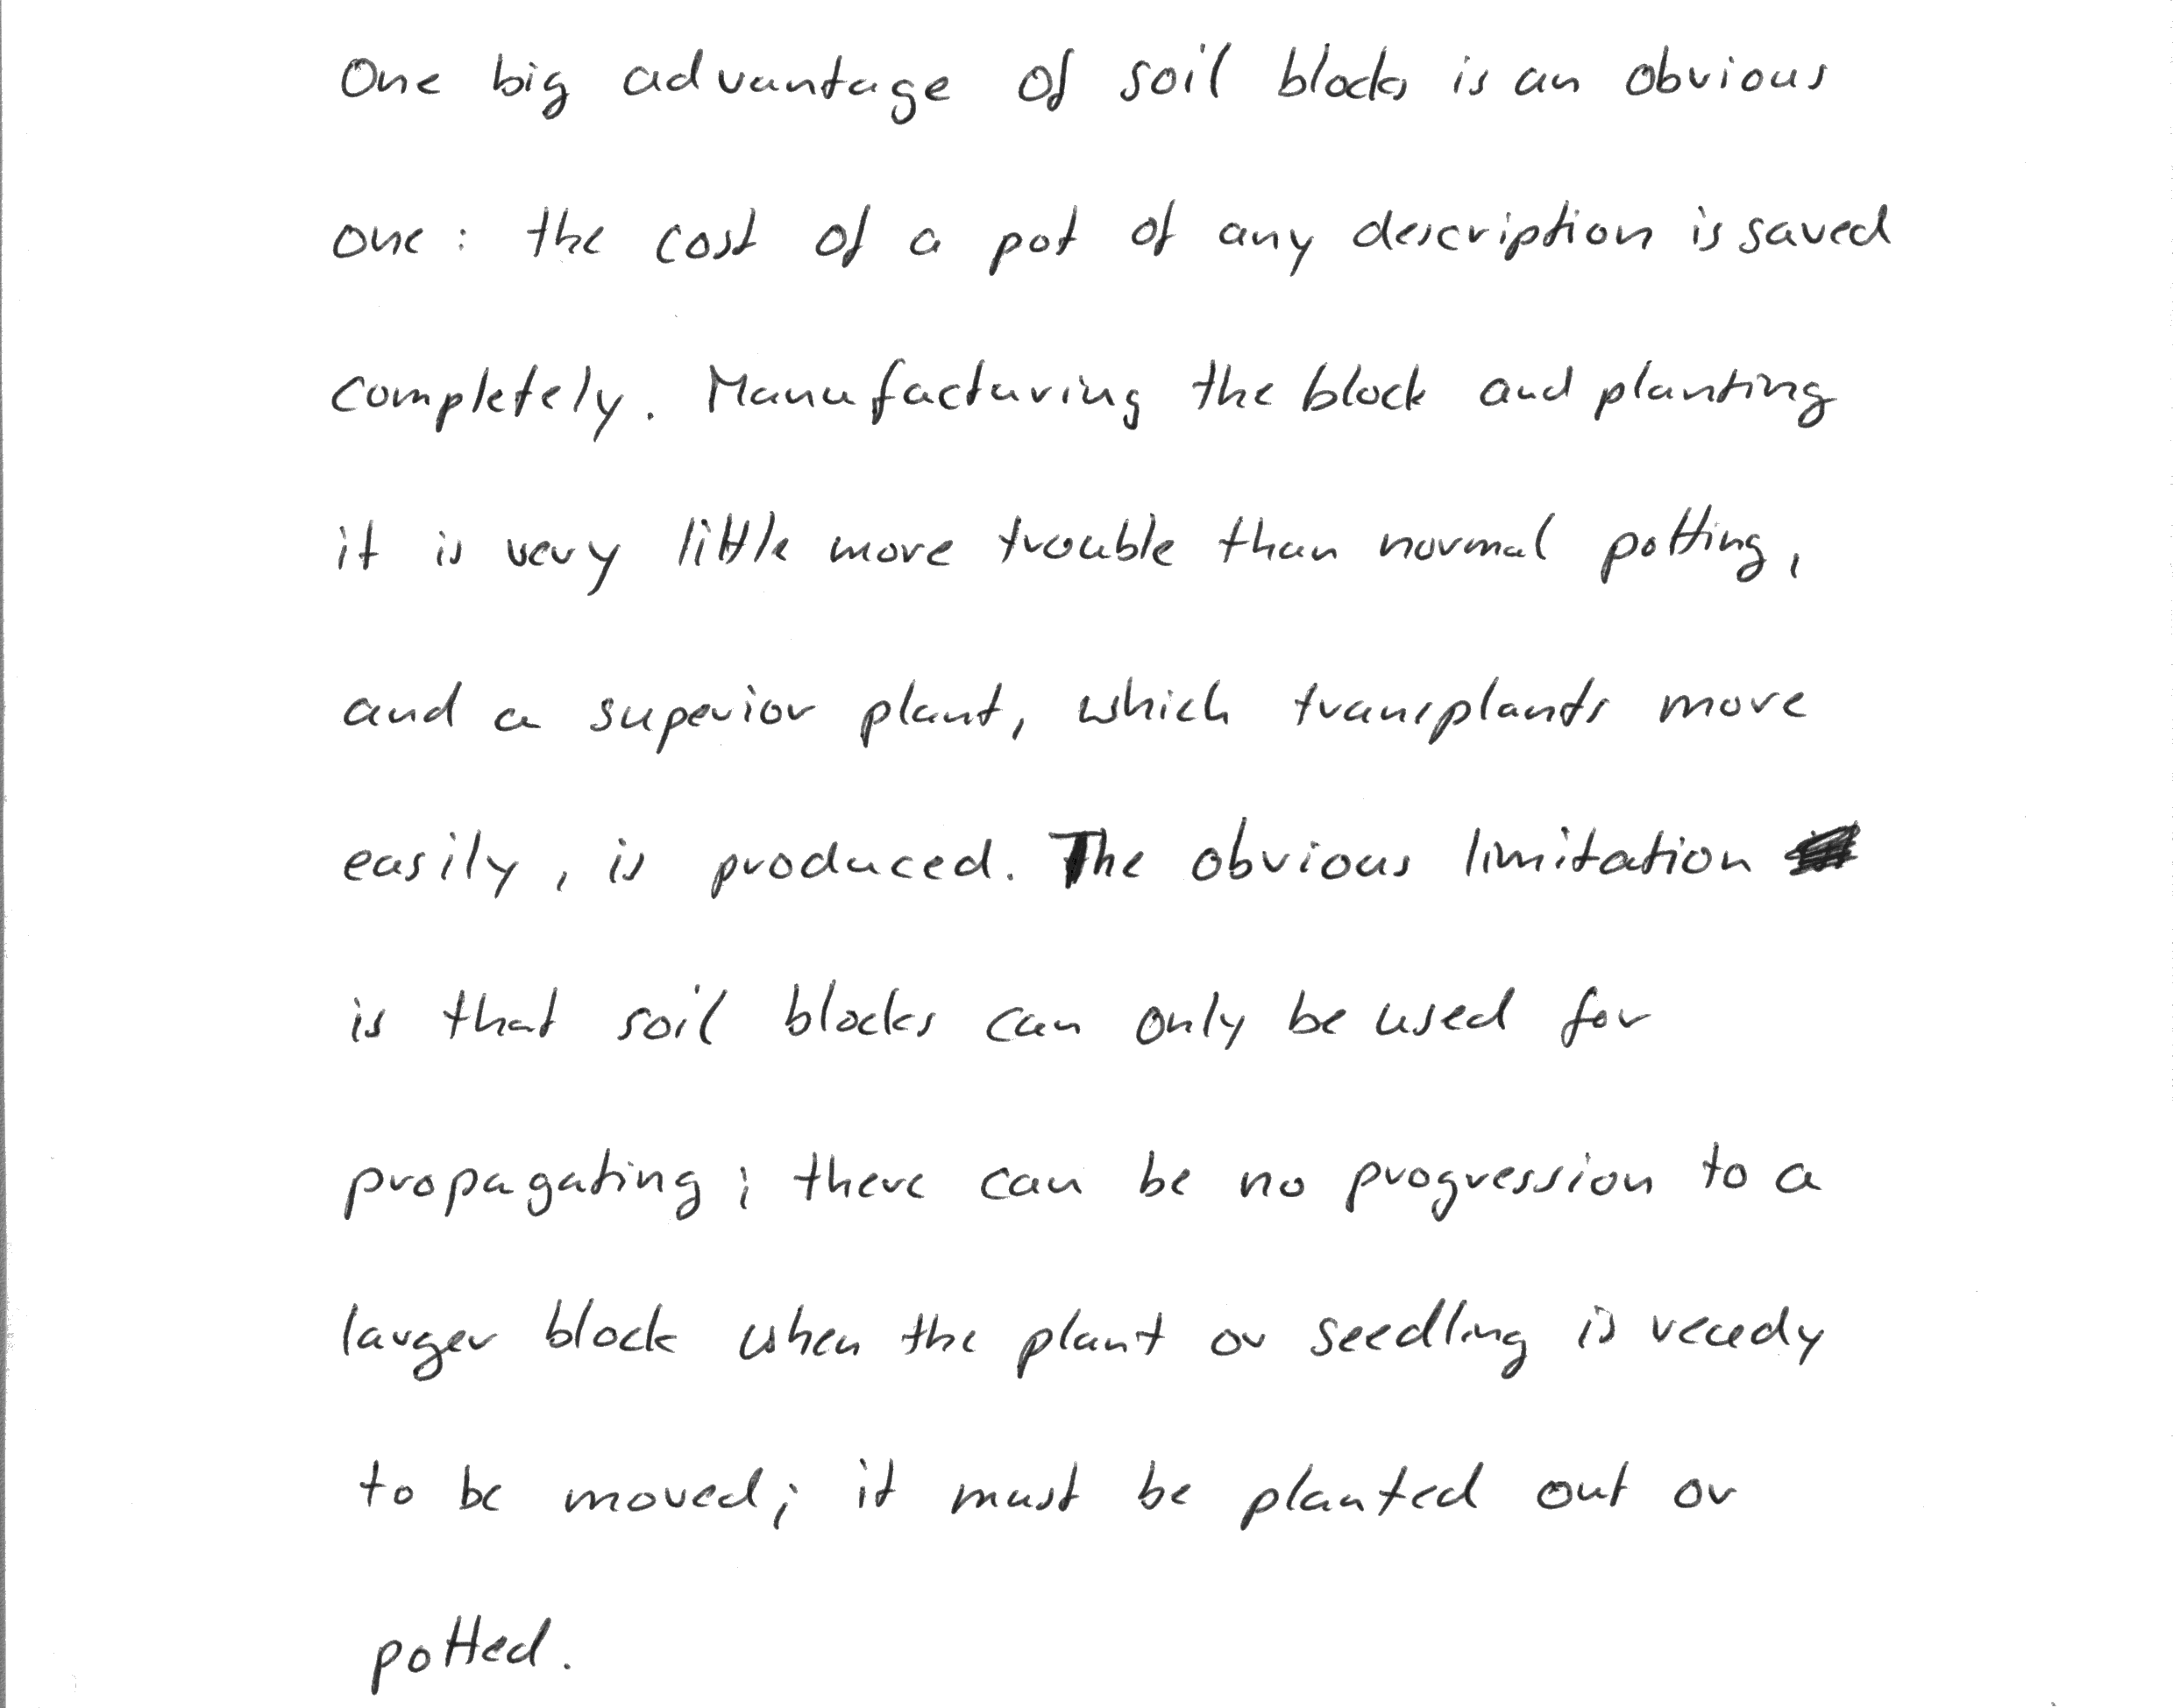 One big advantage of soil blocks is an obvious
one: the cost of a pot of any description is saved
completely. Manufacturing the block and planting
it is very little more trouble than normal potting,
and a superior plant, which transplants more
easily, is produced. The obvious limitation
is that soil blocks can only be used for
propagating; there can be no progression to a
larger block when the plant or seedling is ready
to be moved; it must be planted out or
potted.